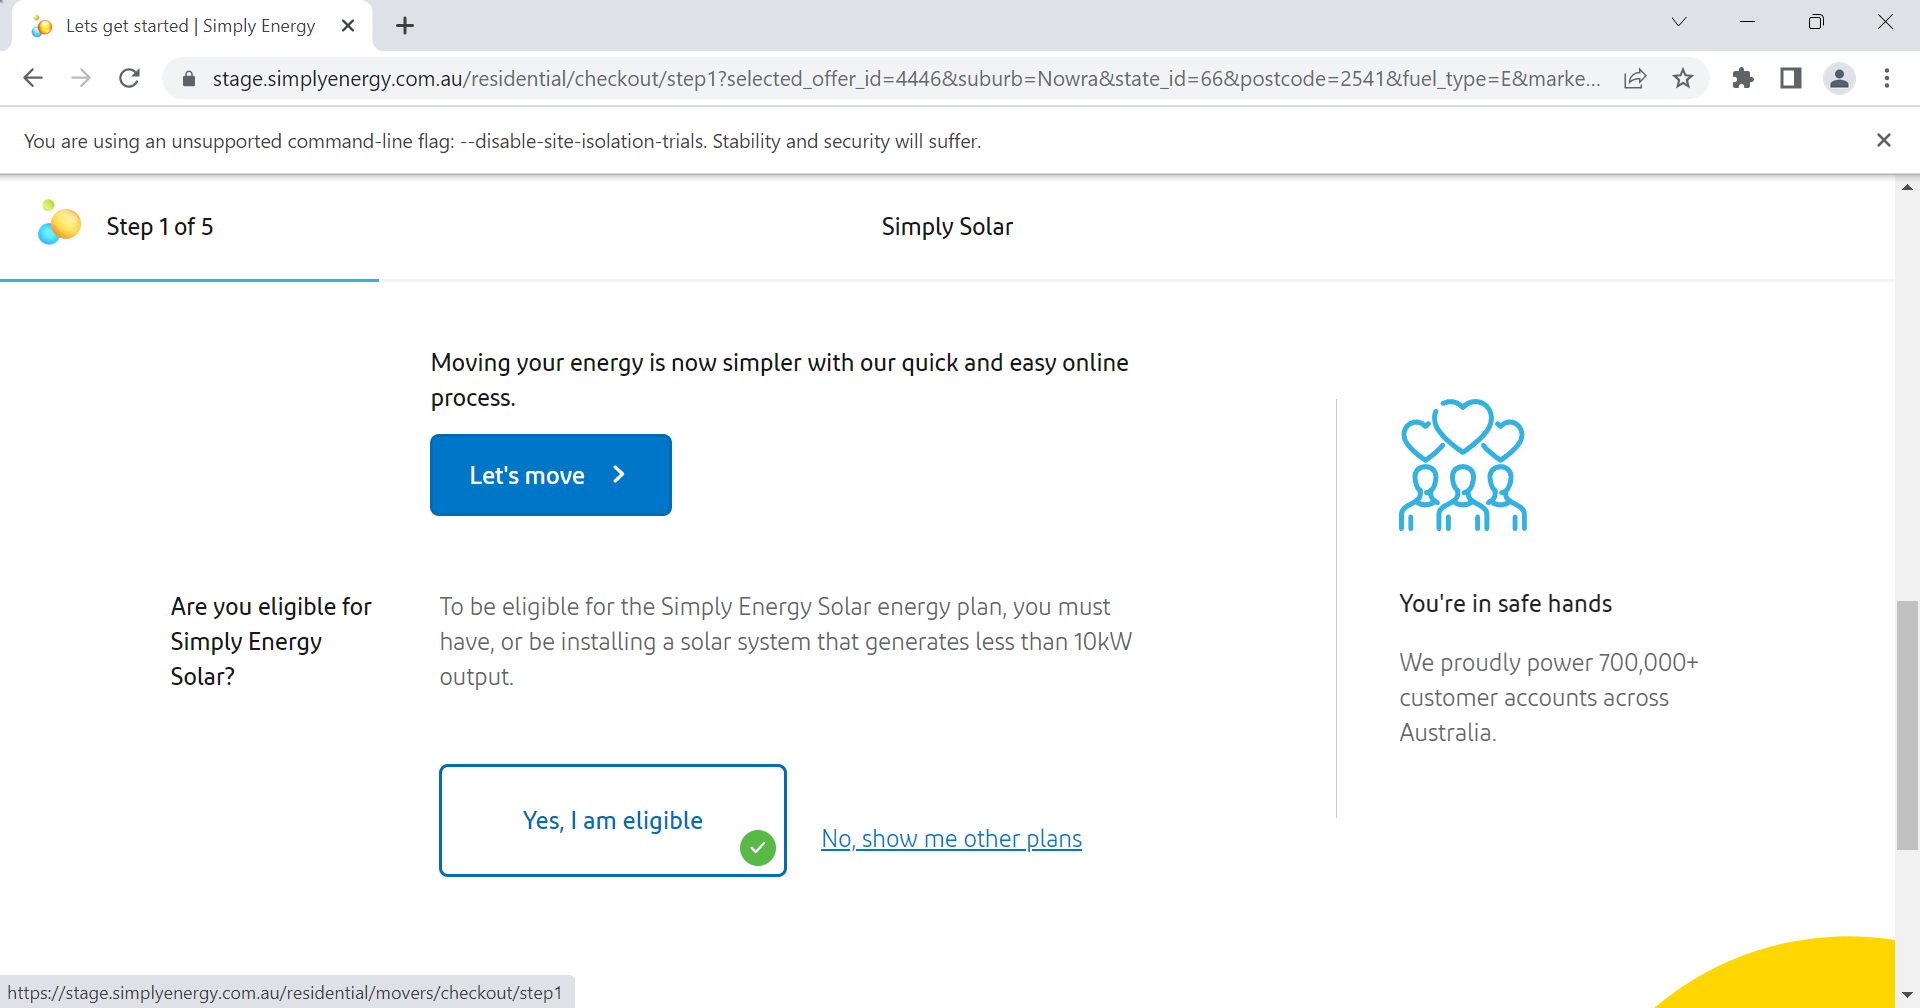 Lets get started | Simply Energy
stage.simplyenergy.com.au/residential/checkout/step1?selected_offer_id=4446&suburb=Nowra&state_id=66&postcode=2541&fuel_type=E&marke...
You are using an unsupported command-line flag: --disable-site-isolation-trials. Stability and security will suffer.
Step 1 of 5
Simply Solar
Moving your energy is now simpler with our quick and easy online
process.
Let's move
Are you eligible for
Simply Energy
Solar?
To be eligible for the Simply Energy Solar energy plan, you must
have, or be installing a solar system that generates less than 10kW
output.
Yes, I am eligible
No, show me other plans
You're in safe hands
We proudly power 700,000+
customer accounts across
Australia.
https://stage.simplyenergy.com.au/residential/movers/checkout/step1